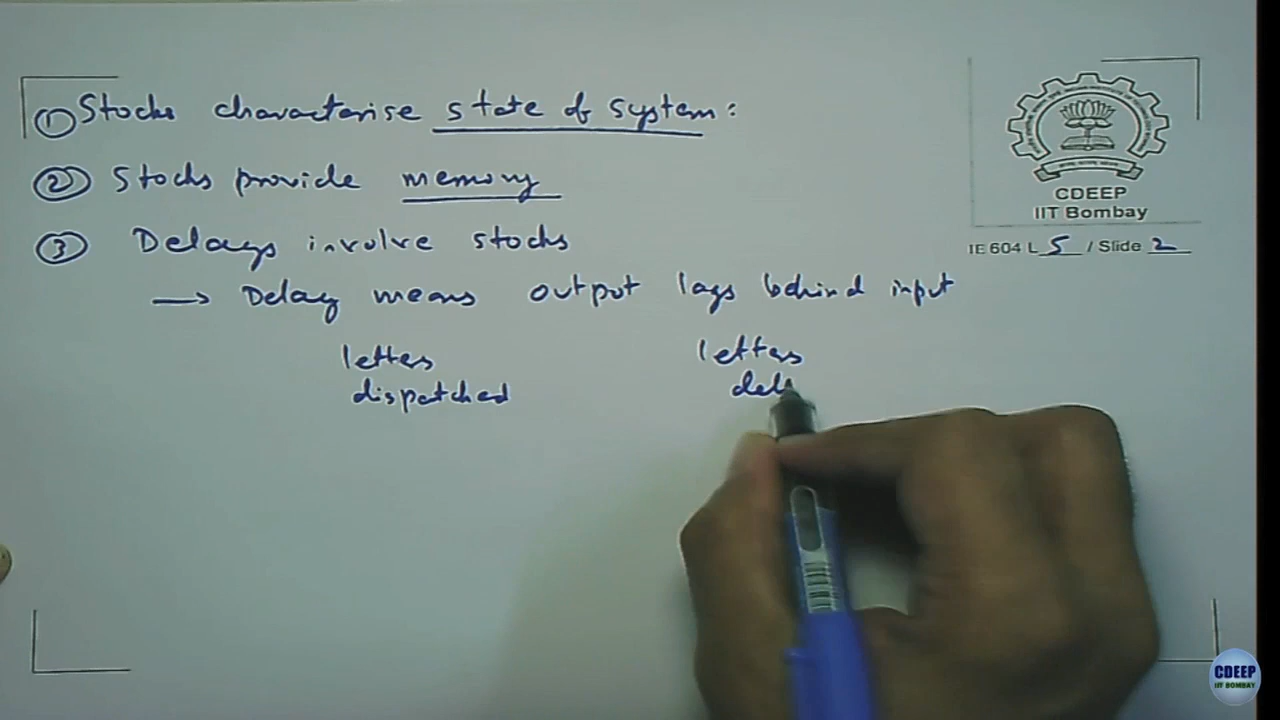 ① Stocks characterise state of system:
② Stocks provide memory
③ Delays involve stocks
→ Delay means output lags behind input
letters letters
dispatched del
CDEEP
IIT Bombay
IE 604 L 5 / Slide 2
CDEEP
IIT BOMBAY